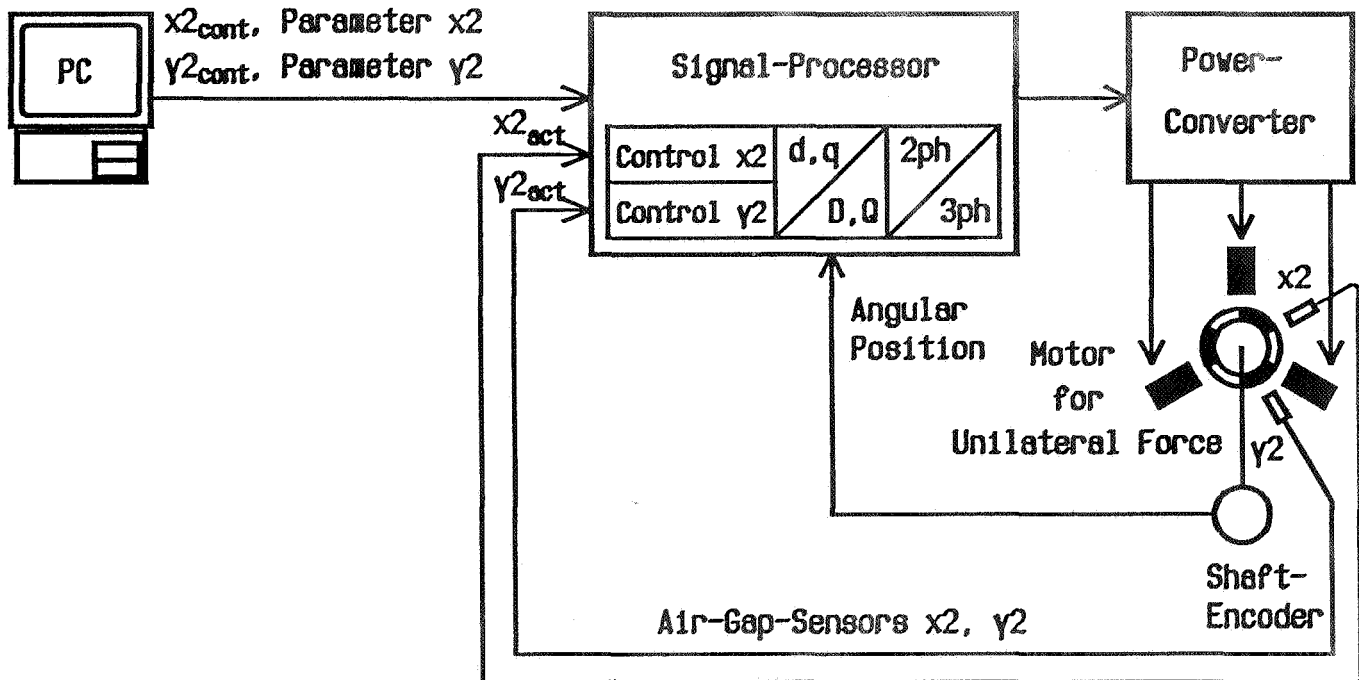 PC
x2cont, Parameter x2
y2cont, Parameter y2
x2act
y2act
Signal-Processor
Control x2
Control y2
d,q
D,Q
2ph
3ph
Power-
Converter
Angular
Position
Motor
for
Unilateral Force
x2
y2
Shaft-
Encoder
Air-Gap-Sensors x2, y2